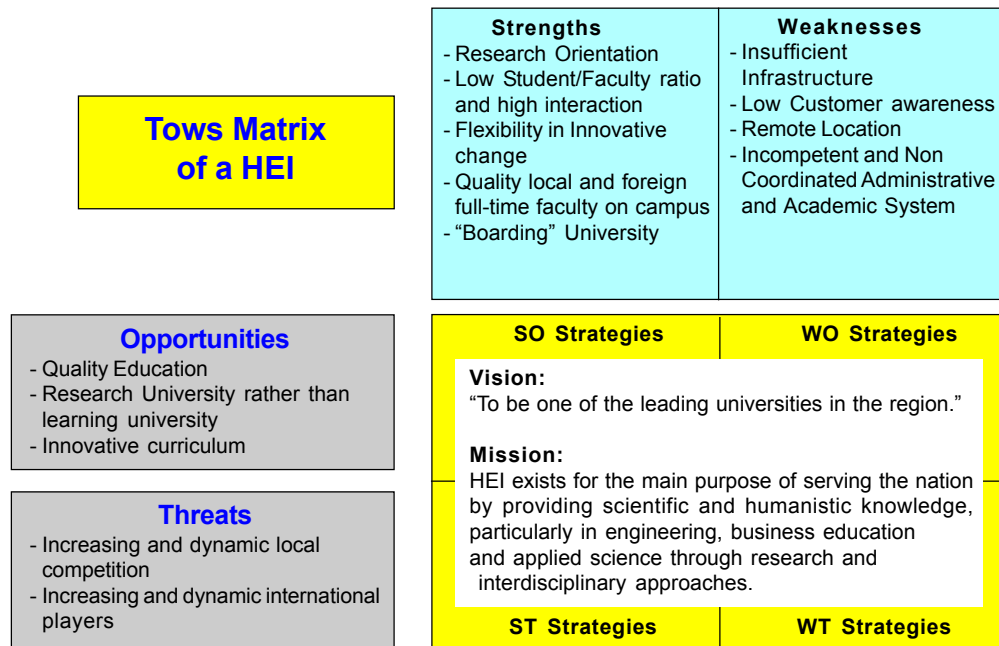 Tows Matrix
of a HEI
Strengths
- Research Orientation
- Low Student/Faculty ratio
and high interaction
- Flexibility in Innovative
change
- Quality local and foreign
full-time faculty on campus
- “Boarding” University
Weaknesses
- Insufficient
Infrastructure
- Low Customer awareness
- Remote Location
- Incompetent and Non
Coordinated Administrative
and Academic System
Opportunities
- Quality Education
- Research University rather than
learning university
- Innovative curriculum
Threats
- Increasing and dynamic local
competition
- Increasing and dynamic international
players
SO Strategies
WO Strategies
Vision:
“To be one of the leading universities in the region.”
Mission:
HEI exists for the main purpose of serving the nation
by providing scientific and humanistic knowledge,
particularly in engineering, business education
and applied science through research and
interdisciplinary approaches.
ST Strategies
WT Strategies